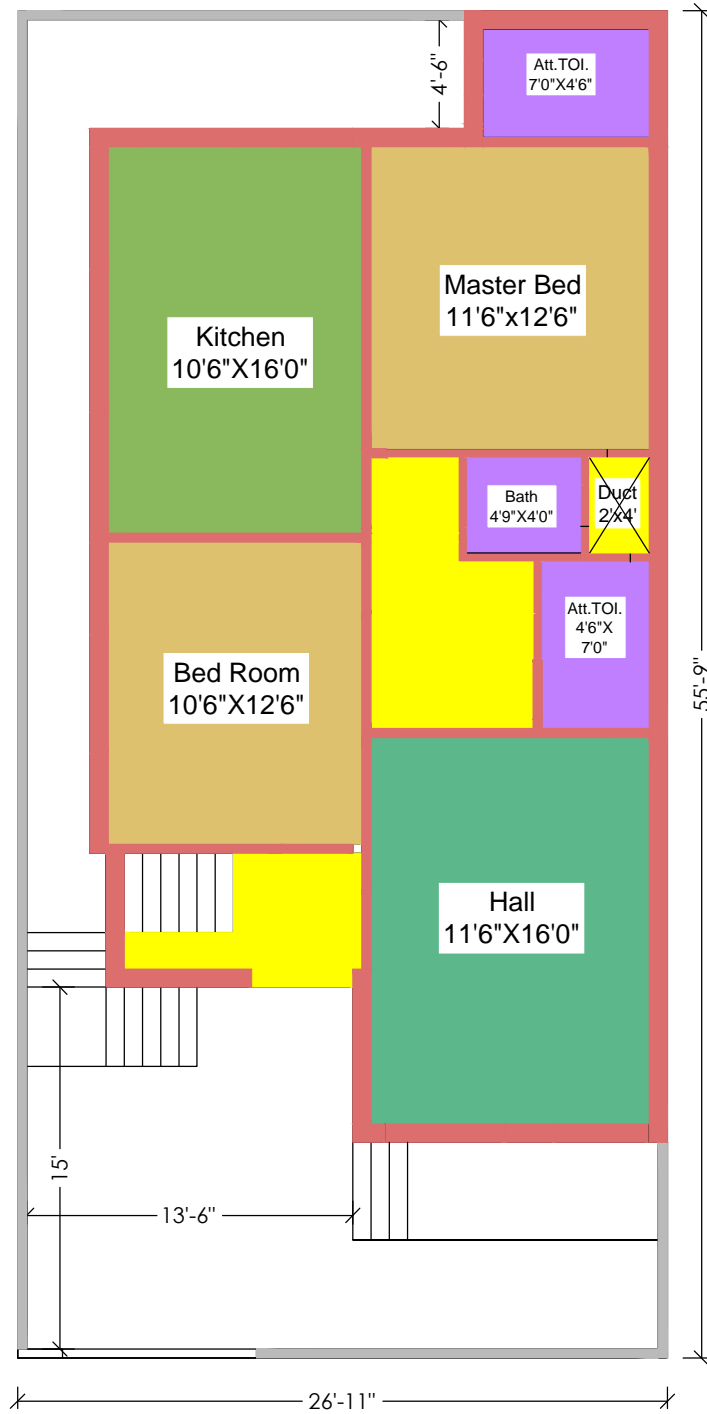 4'-6"
Att.TOI.
7'0"X4'6"
Master Bed
11'6"x12'6"
Kitchen
10'6"X16'0"
Bath
4'9"X4'0"
Duct
2'x4'
Att.TOI.
4'6"X
7'0"
Bed Room
10'6"X12'6"
55'-9"
Hall
11'6"X16'0"
15'
13'-6"
26'-11"